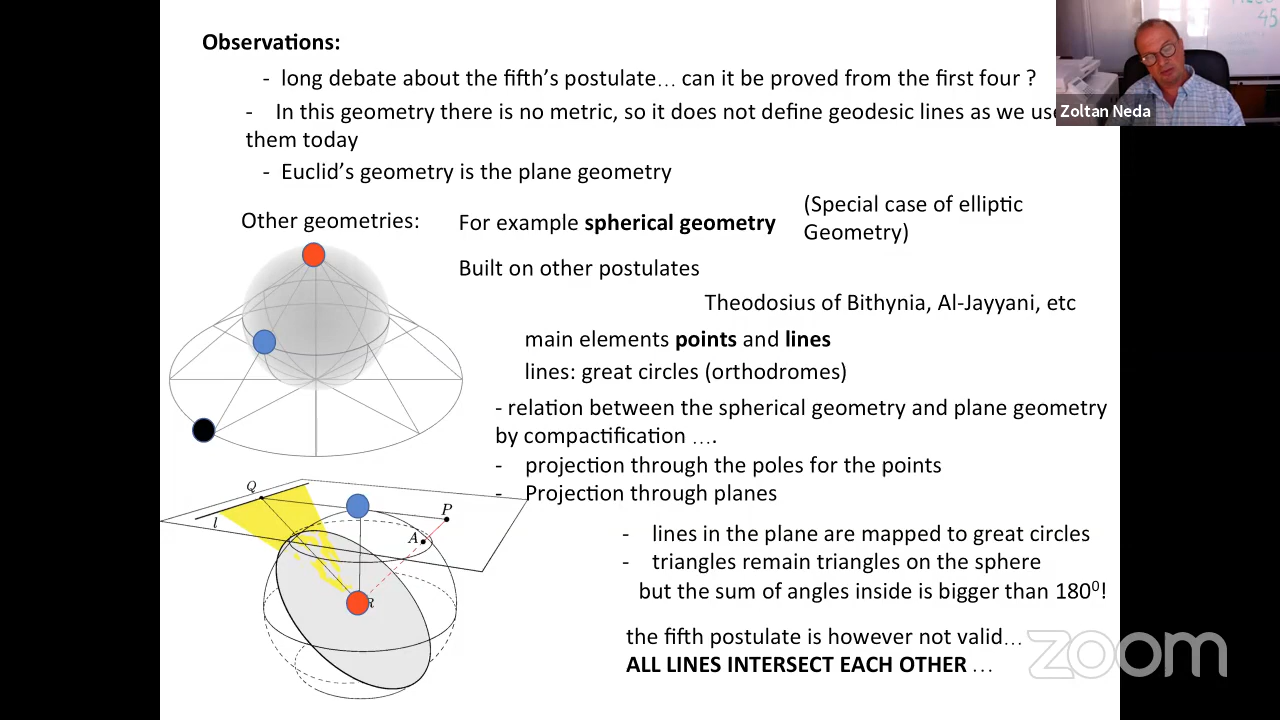 Observations:
- long debate about the fifth's postulate… can it be proved from the first four ?
- In this geometry there is no metric, so it does not define geodesic lines as we use
them today
- Euclid's geometry is the plane geometry
Zoltan Neda
45
Other geometries:
For example spherical geometry
(Special case of elliptic
Geometry)
Built on other postulates
Theodosius of Bithynia, Al-Jayyani, etc
main elements points and lines
lines: great circles (orthodromes)
- relation between the spherical geometry and plane geometry
by compactification ….
- projection through the poles for the points
- Projection through planes
Q
l
P
A
R
- lines in the plane are mapped to great circles
- triangles remain triangles on the sphere
but the sum of angles inside is bigger than 180⁰!
the fifth postulate is however not valid…
ALL LINES INTERSECT EACH OTHER …
zoom